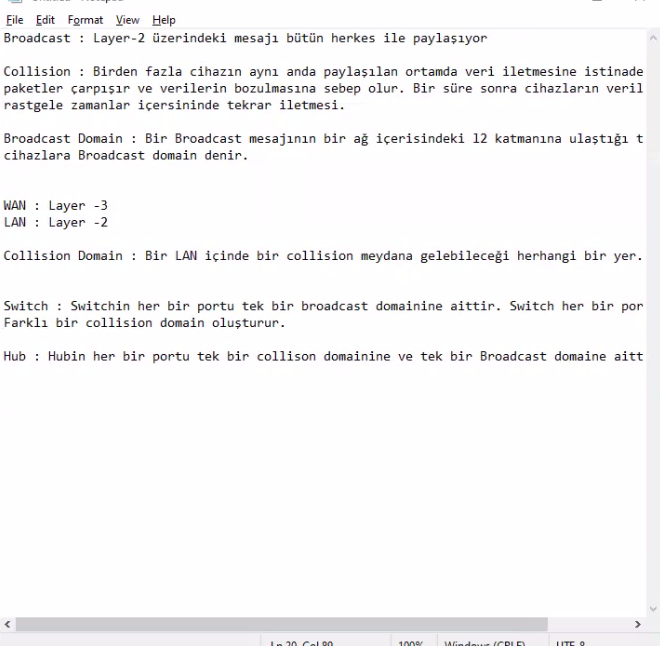 File Edit Format View Help
Broadcast : Layer-2 üzerindeki mesajı bütün herkes ile paylaşıyor
Collision : Birden fazla cihazın aynı anda paylaşılan ortamda veri iletmesine istinade
paketler çarpışır ve verilerin bozulmasına sebep olur. Bir süre sonra cihazların veril
rastgele zamanlar içersininde tekrar iletmesi.
Broadcast Domain : Bir Broadcast mesajının bir ağ içerisindeki l2 katmanına ulaştığı t
cihazlara Broadcast domain denir.
WAN : Layer -3
LAN : Layer -2
Collision Domain : Bir LAN içinde bir collision meydana gelebileceği herhangi bir yer.
Switch : Switchin her bir portu tek bir broadcast domainine aittir. Switch her bir por
Farklı bir collision domain oluşturur.
Hub : Hubin her bir portu tek bir collison domainine ve tek bir Broadcast domaine aitt
100% Windows (CRLF) UTF-8